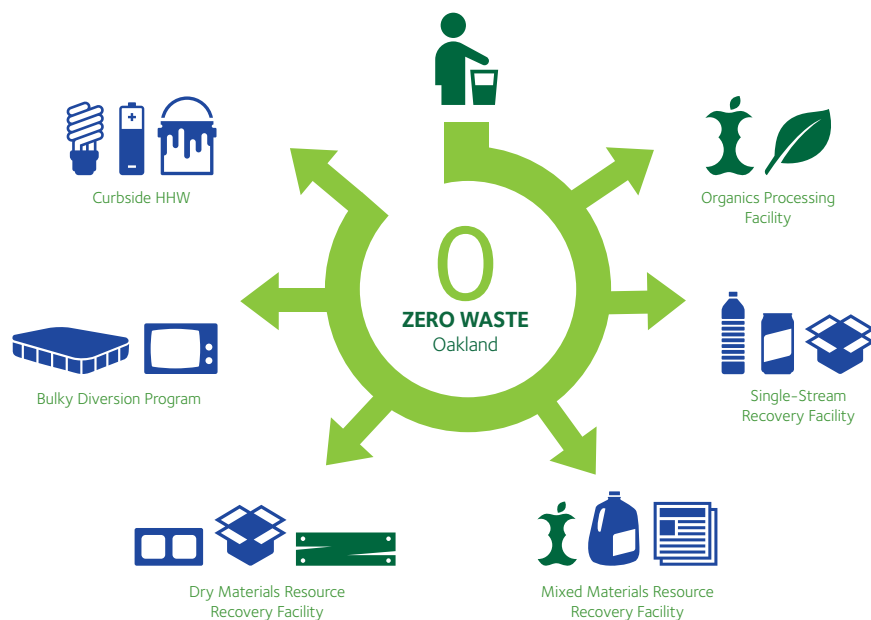 Curbside HHW
Organics Processing
Facility
0
ZERO WASTE
Oakland
Bulky Diversion Program
Single-Stream
Recovery Facility
Dry Materials Resource
Recovery Facility
Mixed Materials Resource
Recovery Facility